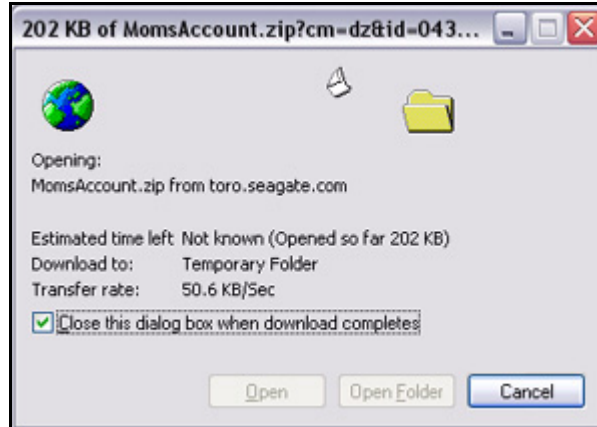 202 KB of MomsAccount.zip?cm=dz&id=043...
Opening:
MomsAccount.zip from toro.seagate.com
Estimated time left Not known (Opened so far 202 KB)
Download to: Temporary Folder
Transfer rate: 50.6 KB/Sec
Close this dialog box when download completes
Open Open Folder Cancel